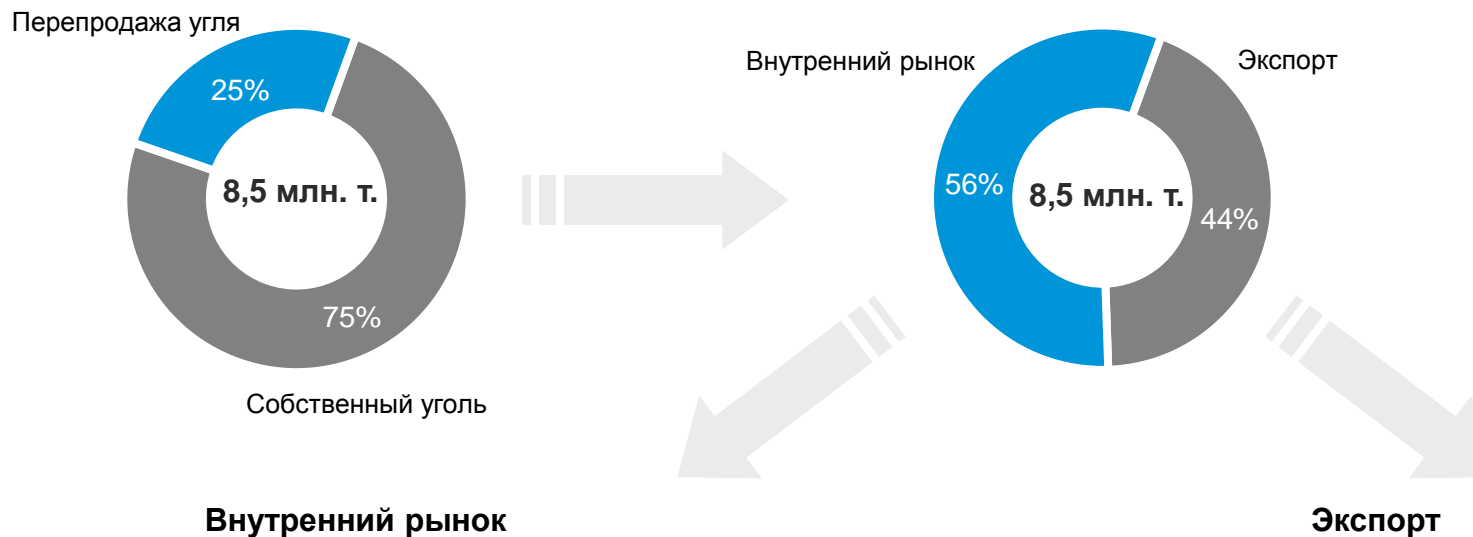 Перепродажа угля
25%
8,5 млн. т.
75%
Собственный уголь
Внутренний рынок
Экспорт
56%
8,5 млн. т.
44%
Внутренний рынок
Экспорт